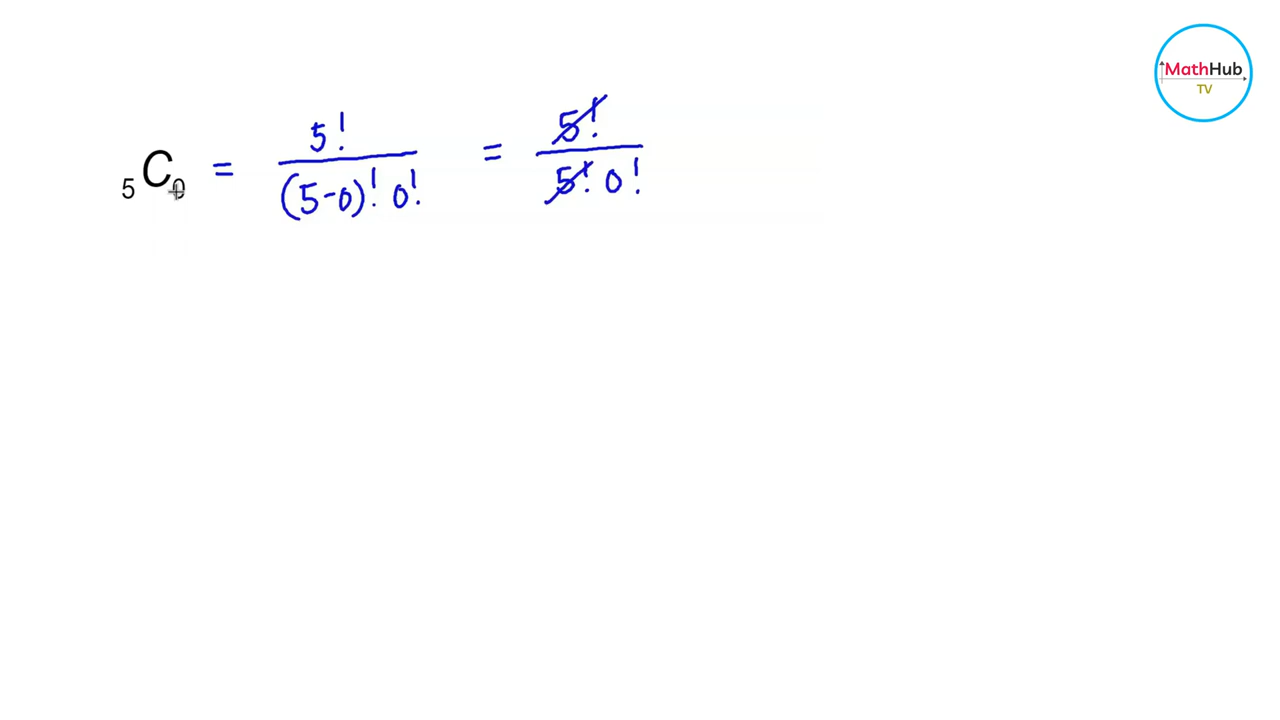 MathHub
TV
₅C₀ = 5! / (5-0)! 0! = 5! / 5! 0!